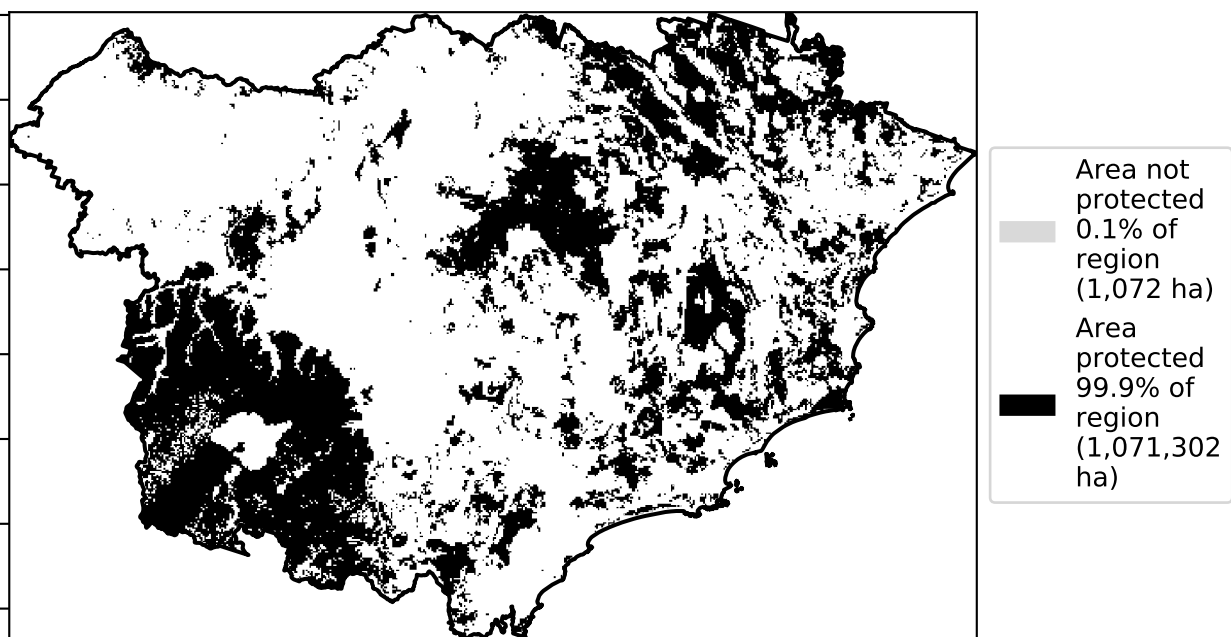 Area not
protected
0.1% of
region
(1,072 ha)
Area
protected
99.9% of
region
(1,071,302
ha)